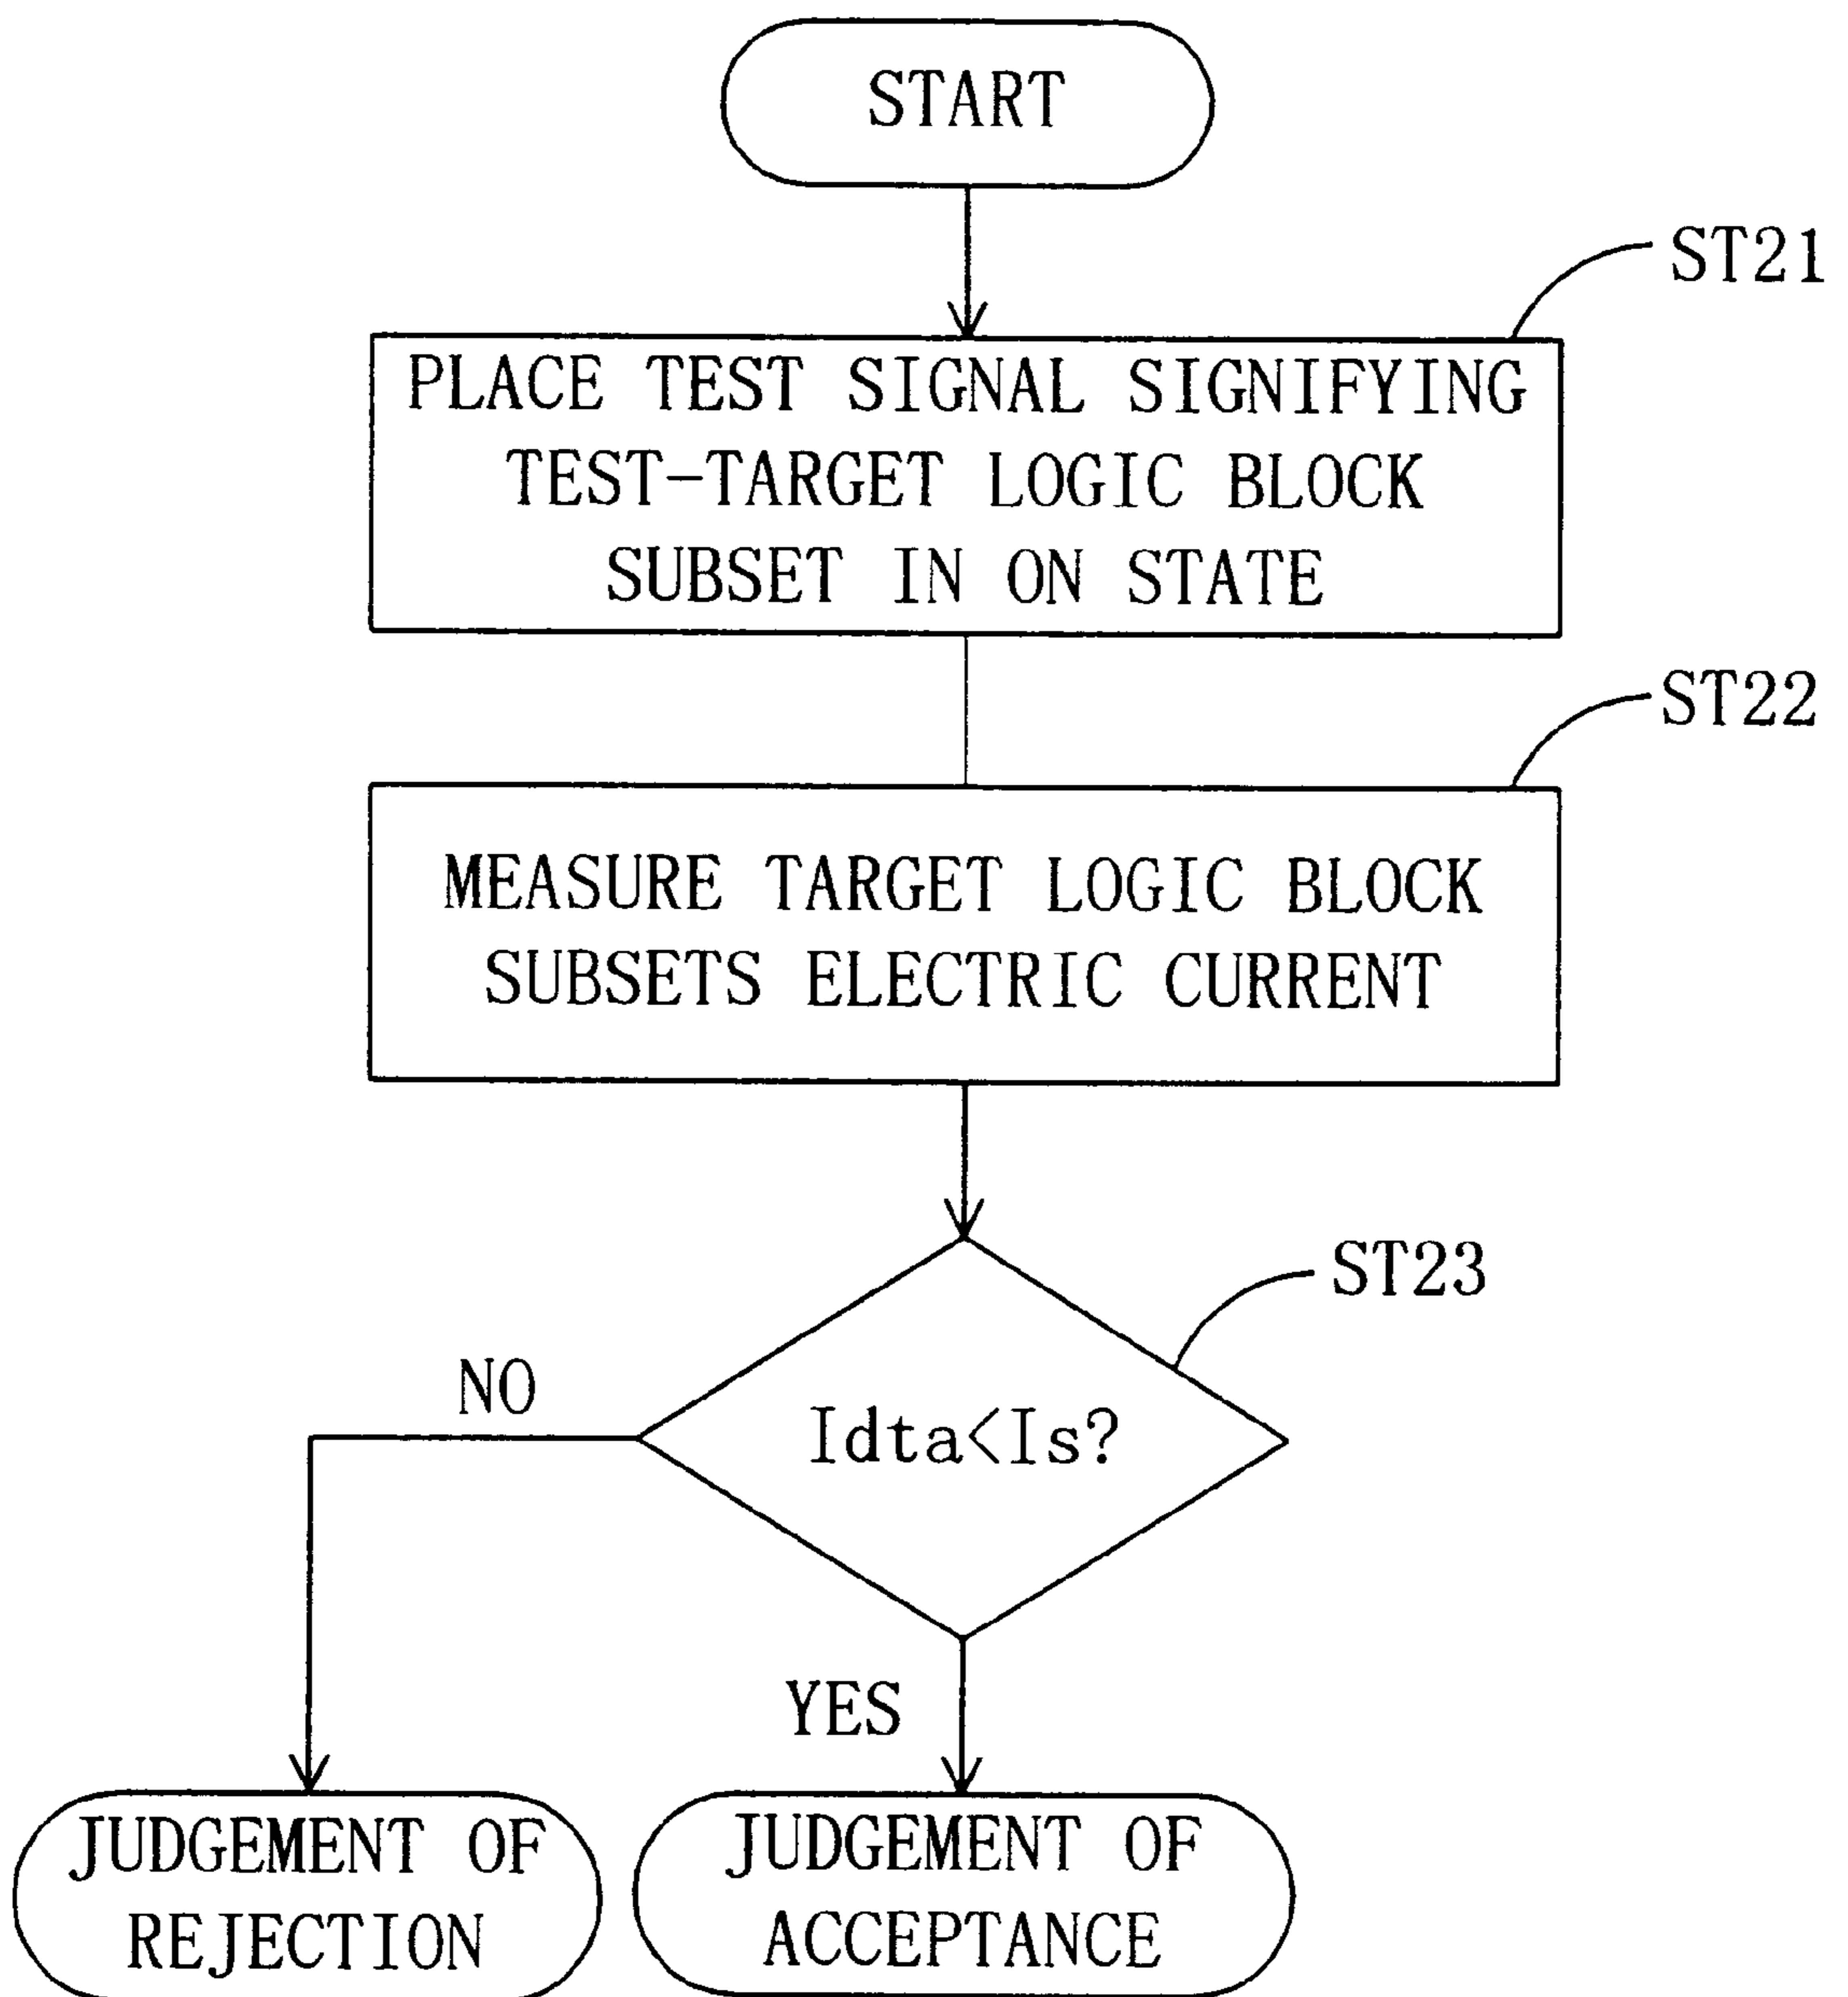 START
ST21
PLACE TEST SIGNAL SIGNIFYING
TEST-TARGET LOGIC BLOCK
SUBSET IN ON STATE
ST22
MEASURE TARGET LOGIC BLOCK
SUBSETS ELECTRIC CURRENT
ST23
Idta<Is?
NO
YES
JUDGEMENT OF
REJECTION
JUDGEMENT OF
ACCEPTANCE